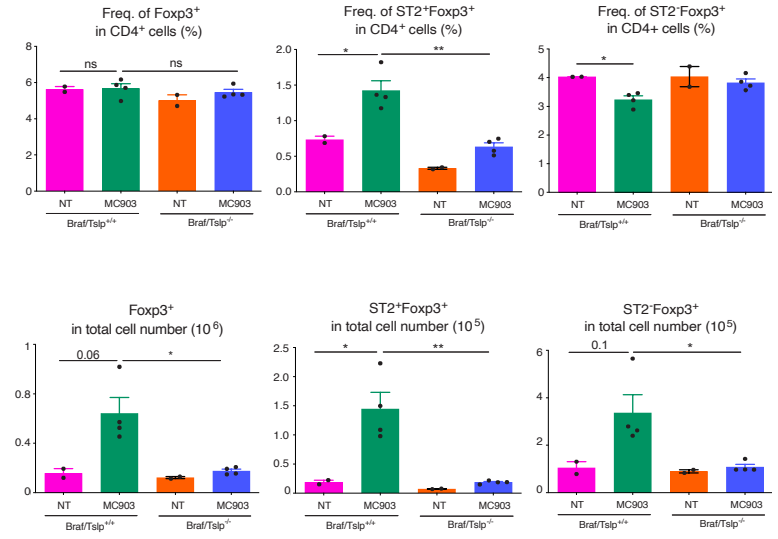 Freq. of Foxp3⁺
in CD4⁺ cells (%)
8
6
4
2
0
ns
ns
NT
MC903
NT
MC903
Braf/Tslp⁺/⁺
Braf/Tslp⁻/⁻
Freq. of ST2⁺Foxp3⁺
in CD4⁺ cells (%)
2.0
1.5
1.0
0.5
0.0
*
**
NT
MC903
NT
MC903
Braf/Tslp⁺/⁺
Braf/Tslp⁻/⁻
Freq. of ST2⁻Foxp3⁺
in CD4+ cells (%)
5
4
3
2
1
0
*
NT
MC903
NT
MC903
Braf/Tslp⁺/⁺
Braf/Tslp⁻/⁻
Foxp3⁺
in total cell number (10⁶)
1
0.8
0.4
0
0.06
*
NT
MC903
NT
MC903
Braf/Tslp⁺/⁺
Braf/Tslp⁻/⁻
ST2⁺Foxp3⁺
in total cell number (10⁵)
2.5
2.0
1.5
1.0
0.5
0.0
*
**
NT
MC903
NT
MC903
Braf/Tslp⁺/⁺
Braf/Tslp⁻/⁻
ST2⁻Foxp3⁺
in total cell number (10⁵)
6
4
2
0
0.1
*
NT
MC903
NT
MC903
Braf/Tslp⁺/⁺
Braf/Tslp⁻/⁻